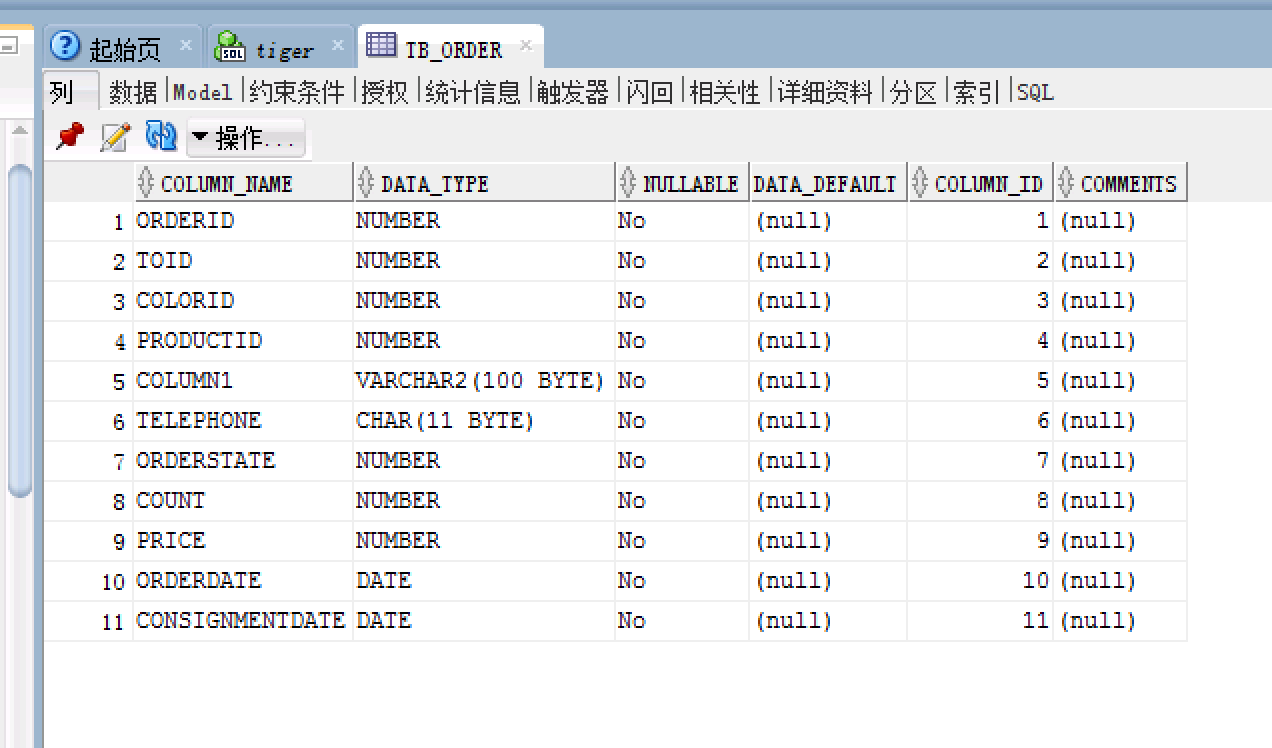 起始页 tiger TB_ORDER
列 数据 Model 约束条件 授权 统计信息 触发器 闪回 相关性 详细资料 分区 索引 SQL
操作...
COLUMN_NAME DATA_TYPE NULLABLE DATA_DEFAULT COLUMN_ID COMMENTS
1 ORDERID NUMBER No (null) 1 (null)
2 TOID NUMBER No (null) 2 (null)
3 COLORID NUMBER No (null) 3 (null)
4 PRODUCTID NUMBER No (null) 4 (null)
5 COLUMN1 VARCHAR2(100 BYTE) No (null) 5 (null)
6 TELEPHONE CHAR(11 BYTE) No (null) 6 (null)
7 ORDERSTATE NUMBER No (null) 7 (null)
8 COUNT NUMBER No (null) 8 (null)
9 PRICE NUMBER No (null) 9 (null)
10 ORDERDATE DATE No (null) 10 (null)
11 CONSIGNMENTDATE DATE No (null) 11 (null)